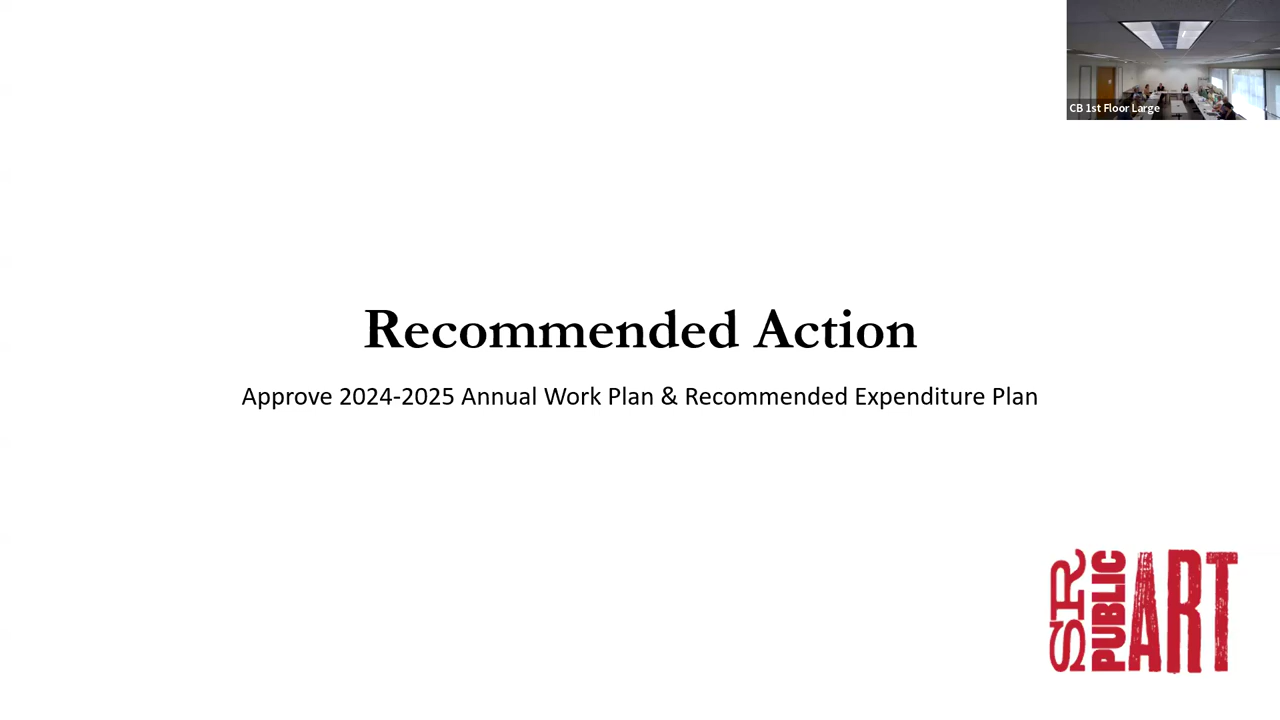 CB 1st Floor Large
Recommended Action
Approve 2024-2025 Annual Work Plan & Recommended Expenditure Plan
SR
PUBLIC
ART